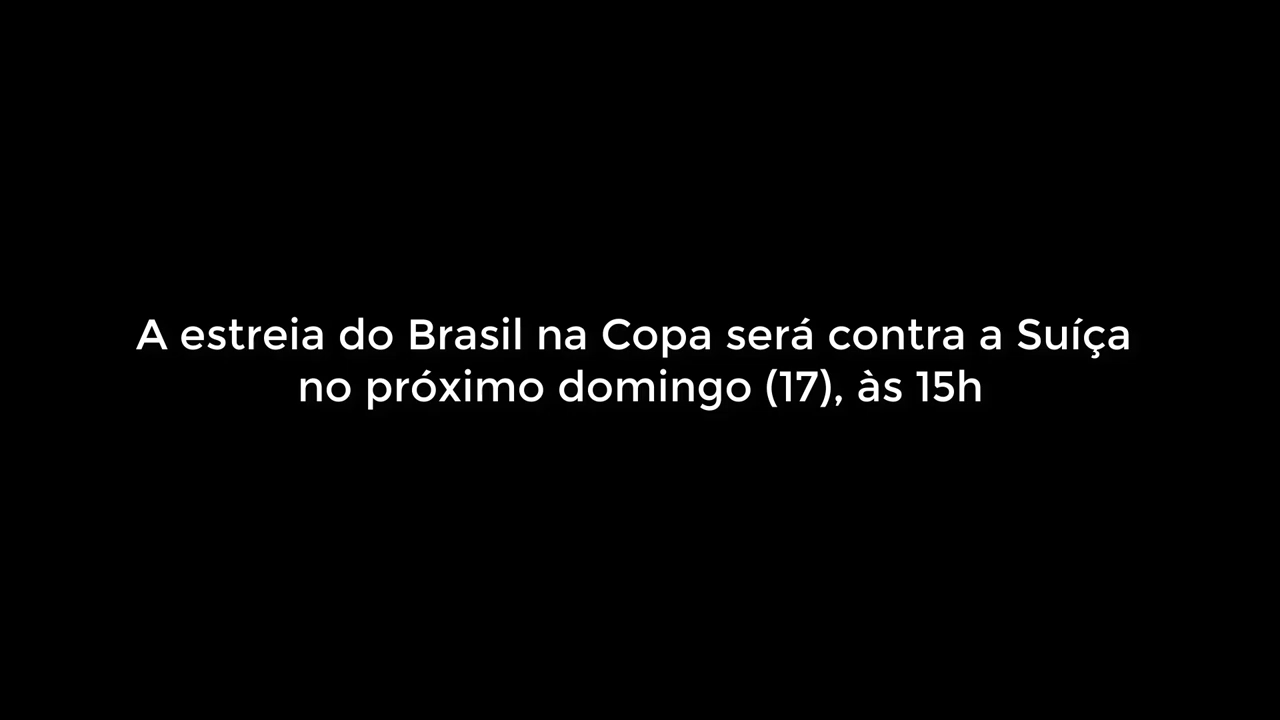 A estreia do Brasil na Copa será contra a Suíça
no próximo domingo (17), às 15h